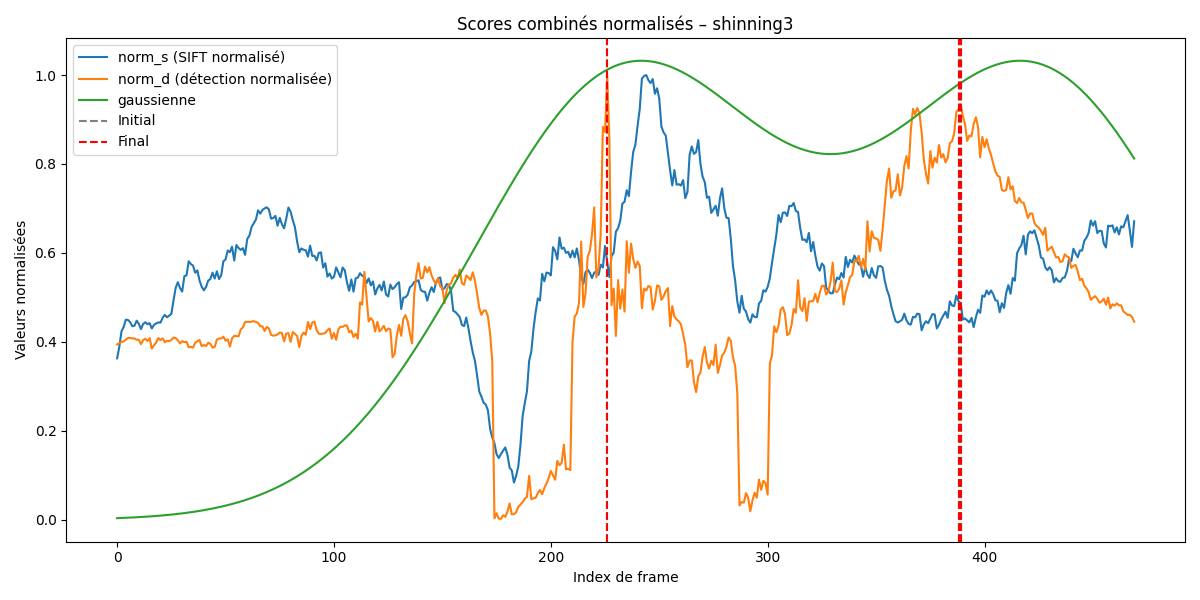 Scores combinés normalisés – shinning3
norm_s (SIFT normalisé)
norm_d (détection normalisée)
gaussienne
Initial
Final
Valeurs normalisées
1.0
0.8
0.6
0.4
0.2
0.0
0 100 200 300 400
Index de frame